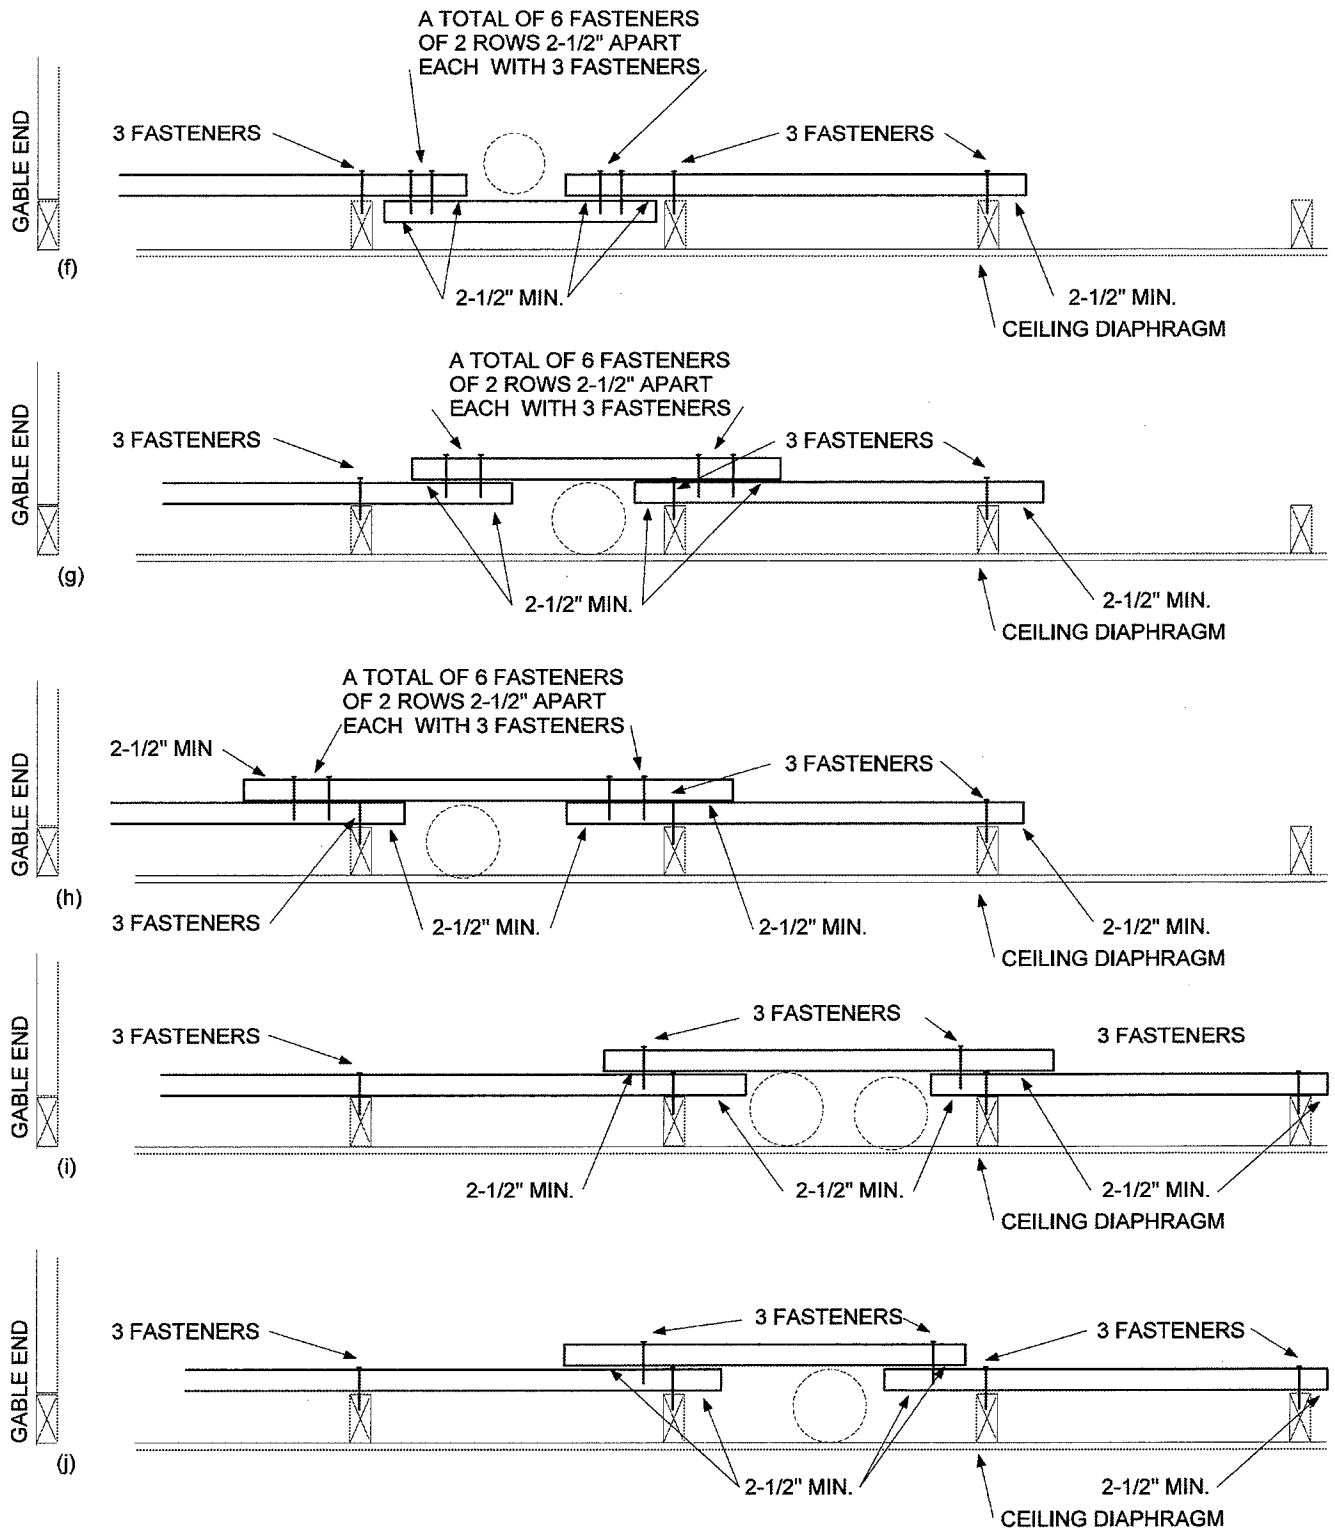 A TOTAL OF 6 FASTENERS
OF 2 ROWS 2-1/2" APART
EACH WITH 3 FASTENERS
GABLE END
3 FASTENERS
3 FASTENERS
(f)
2-1/2" MIN.
2-1/2" MIN.
CEILING DIAPHRAGM
A TOTAL OF 6 FASTENERS
OF 2 ROWS 2-1/2" APART
EACH WITH 3 FASTENERS
GABLE END
3 FASTENERS
3 FASTENERS
(g)
2-1/2" MIN.
2-1/2" MIN.
CEILING DIAPHRAGM
A TOTAL OF 6 FASTENERS
OF 2 ROWS 2-1/2" APART
EACH WITH 3 FASTENERS
2-1/2" MIN
GABLE END
3 FASTENERS
(h)
3 FASTENERS
2-1/2" MIN.
2-1/2" MIN.
2-1/2" MIN.
CEILING DIAPHRAGM
GABLE END
3 FASTENERS
3 FASTENERS
3 FASTENERS
(i)
2-1/2" MIN.
2-1/2" MIN.
2-1/2" MIN.
CEILING DIAPHRAGM
GABLE END
3 FASTENERS
3 FASTENERS
3 FASTENERS
(j)
2-1/2" MIN.
2-1/2" MIN.
CEILING DIAPHRAGM